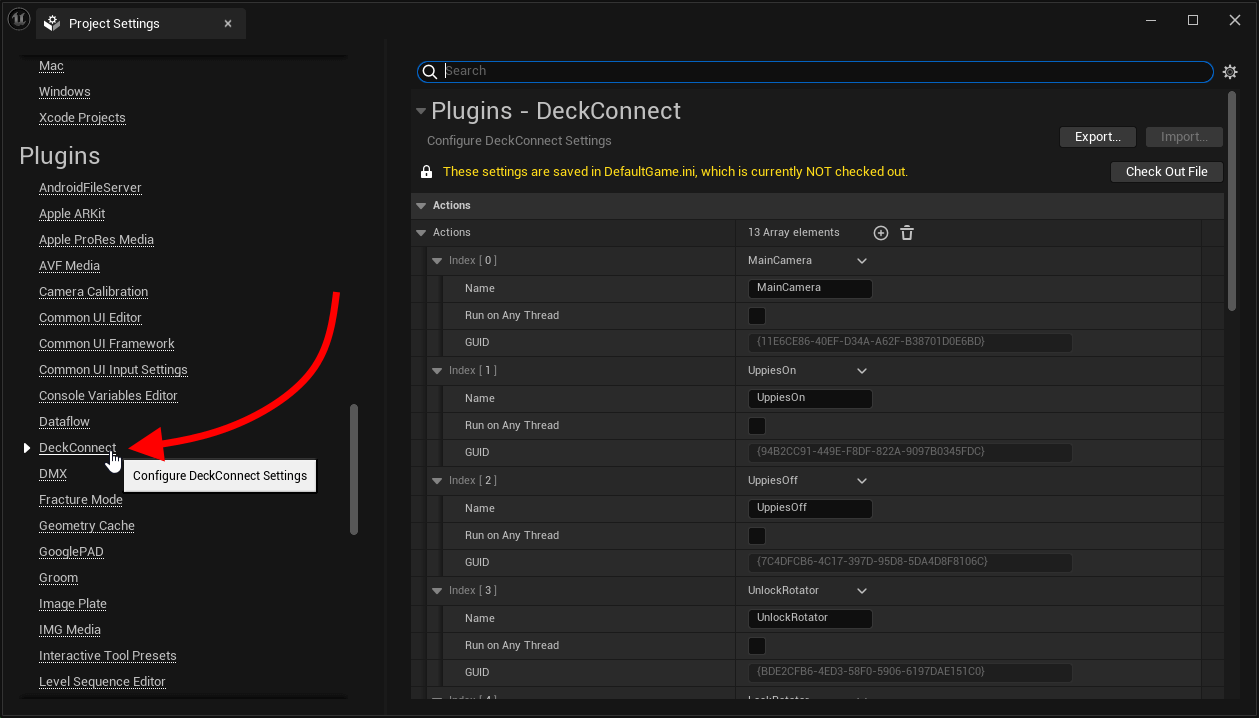 Project Settings
Mac
Windows
Xcode Projects
Plugins
AndroidFileServer
Apple ARKit
Apple ProRes Media
AVF Media
Camera Calibration
Common UI Editor
Common UI Framework
Common UI Input Settings
Console Variables Editor
Dataflow
DeckConnect
Configure DeckConnect Settings
DMX
Fracture Mode
Geometry Cache
GooglePAD
Groom
Image Plate
IMG Media
Interactive Tool Presets
Level Sequence Editor
Search
Plugins - DeckConnect
Configure DeckConnect Settings
Export...
Import...
These settings are saved in DefaultGame.ini, which is currently NOT checked out.
Check Out File
Actions
Actions 13 Array elements
Index [ 0 ] MainCamera
Name MainCamera
Run on Any Thread
GUID {11E6CE86-40EF-D34A-A62F-B38701D0E6BD}
Index [ 1 ] UppiesOn
Name UppiesOn
Run on Any Thread
GUID {94B2CC91-449E-F8DF-822A-9097B0345FDC}
Index [ 2 ] UppiesOff
Name UppiesOff
Run on Any Thread
GUID {7C4DFCB6-4C17-397D-95D8-5DA4D8F8106C}
Index [ 3 ] UnlockRotator
Name UnlockRotator
Run on Any Thread
GUID {BDE2CFB6-4ED3-58F0-5906-6197DAE151C0}
Index [ 4 ] LockRotator